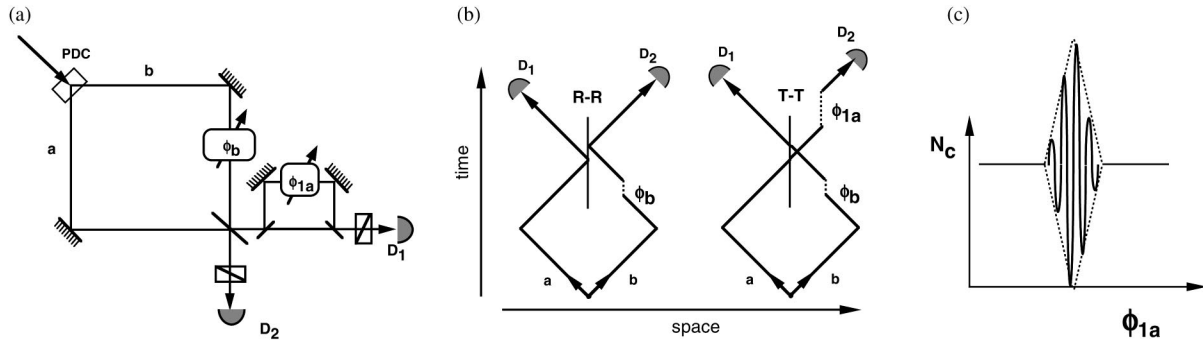 (a)
PDC
b
a
ϕb
ϕ1a
D1
D2
(b)
D1
D2
R-R
ϕb
a
b
D1
D2
T-T
ϕ1a
ϕb
a
b
time
space
(c)
Nc
ϕ1a